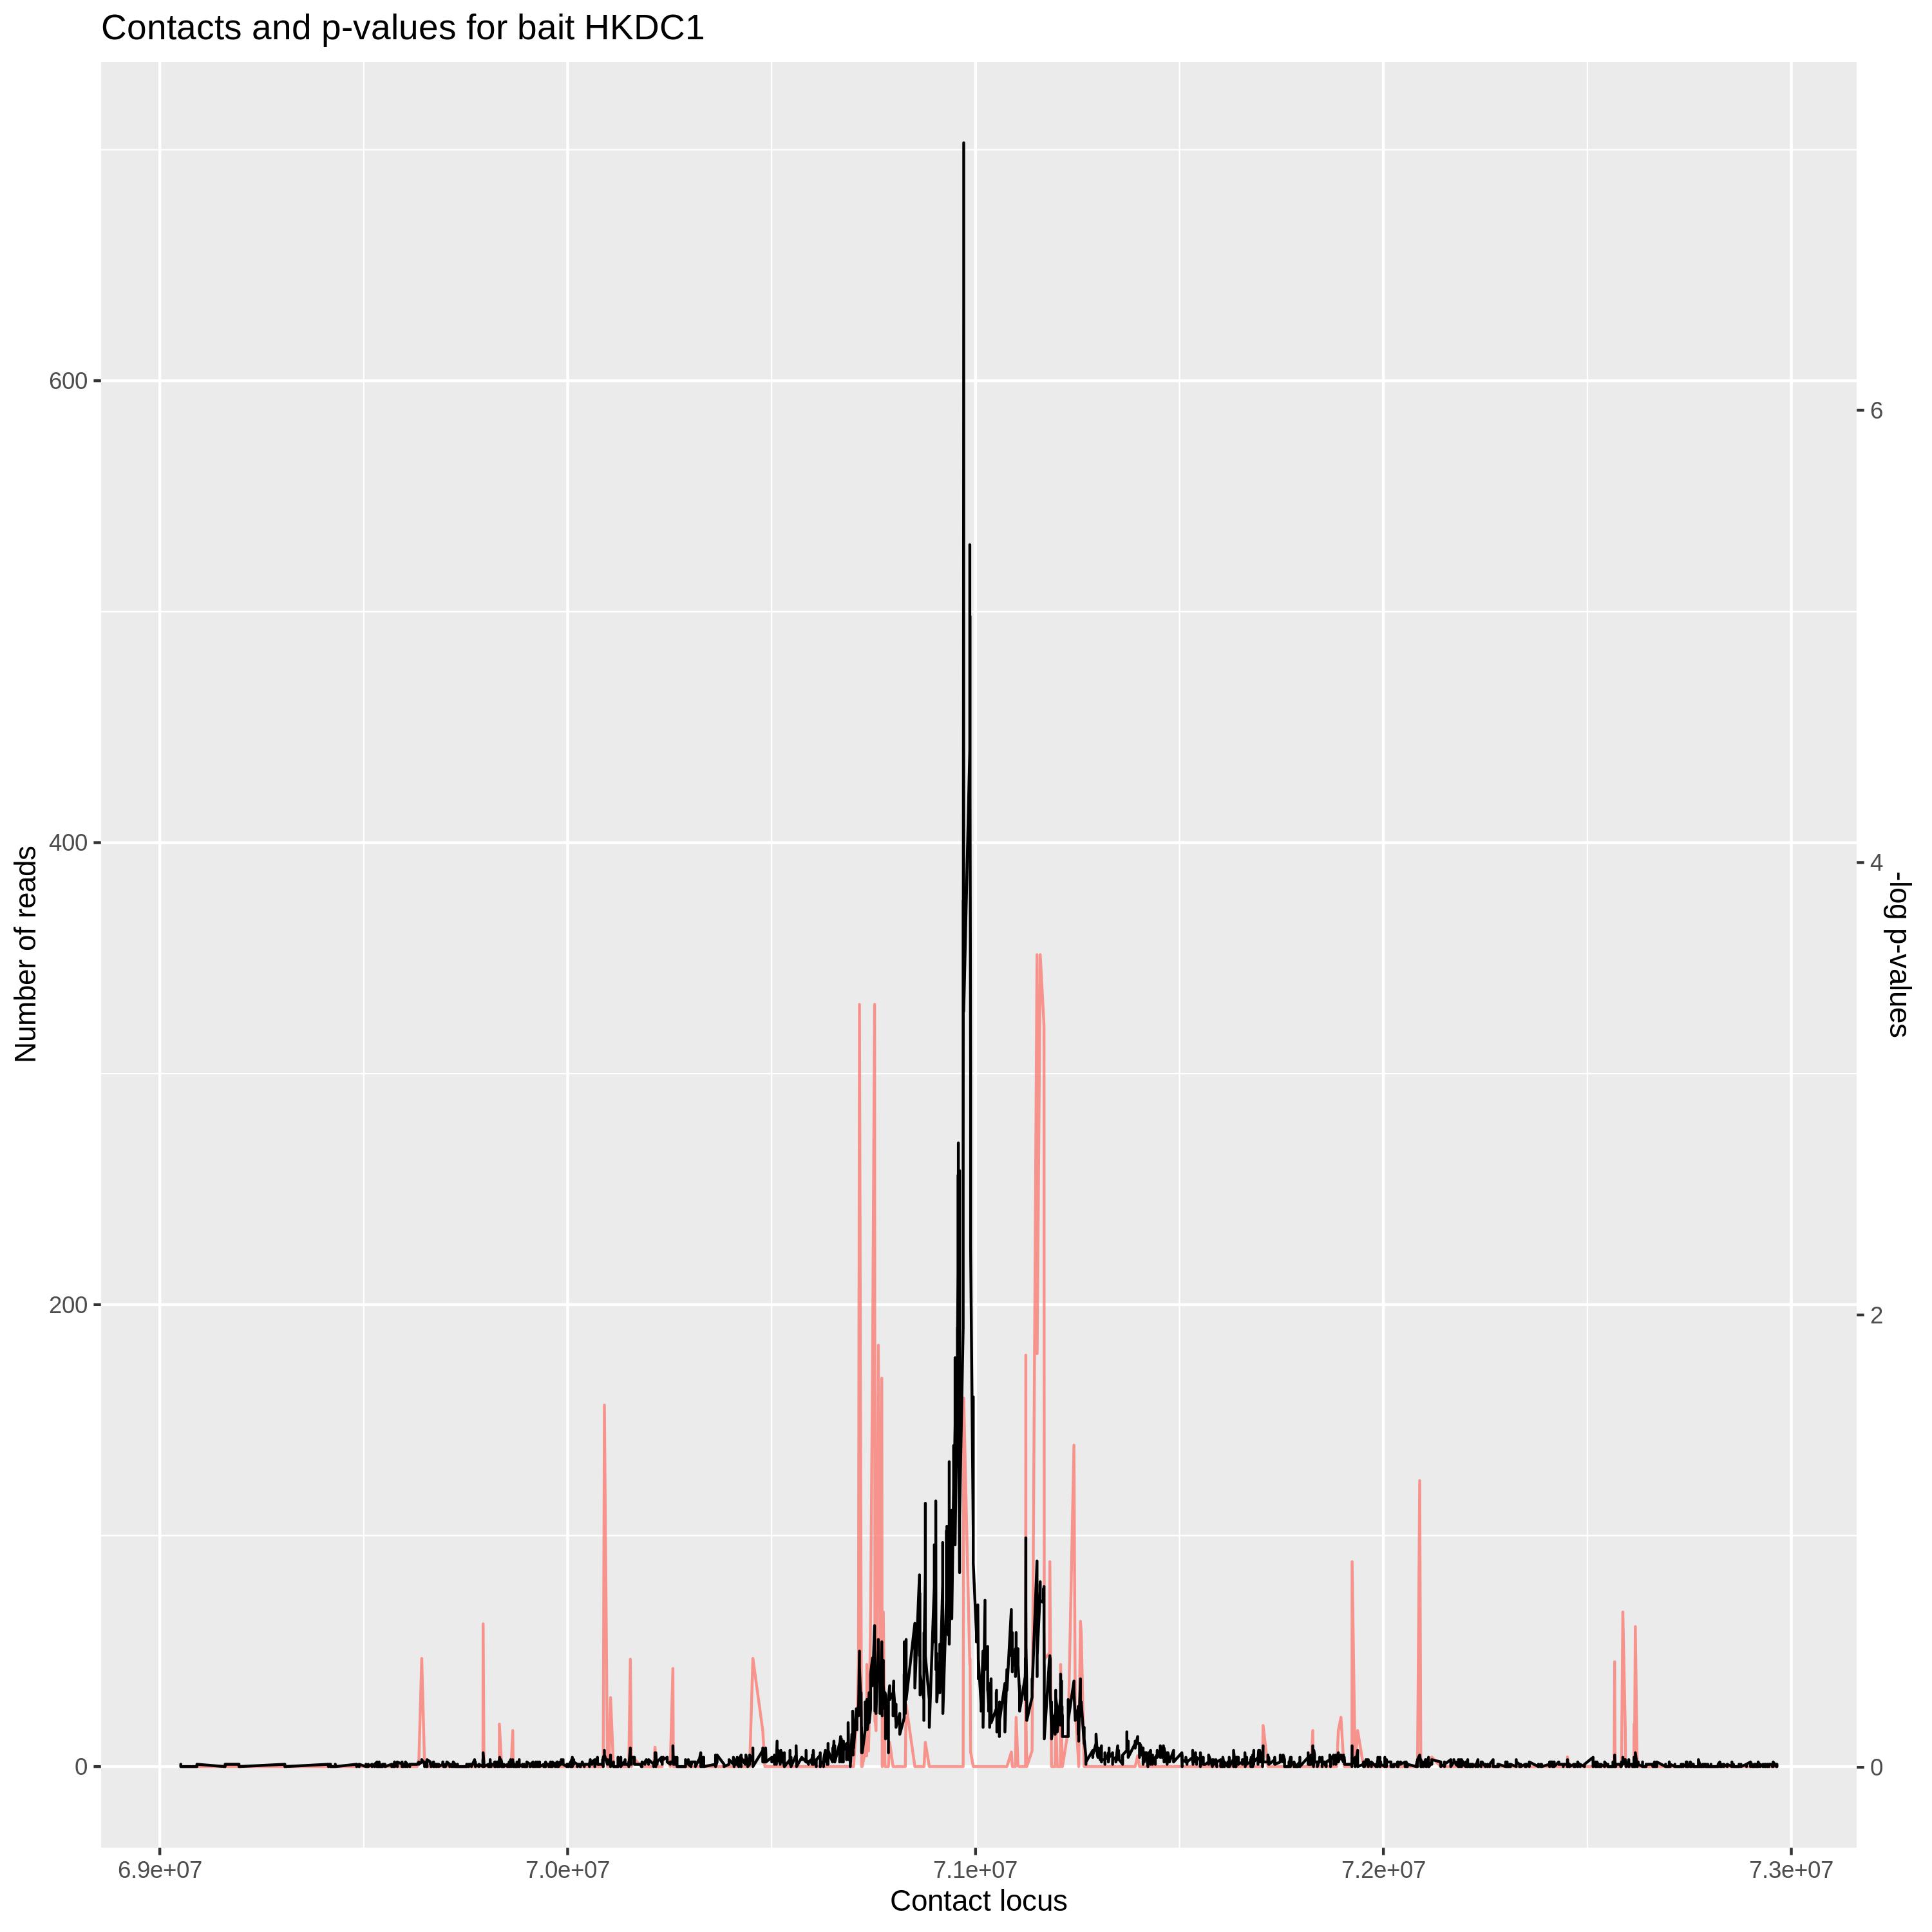 Contacts and p-values for bait HKDC1
600
400
200
0
Number of reads
6
4
2
0
-log p-values
6.9e+07 7.0e+07 7.1e+07 7.2e+07 7.3e+07
Contact locus